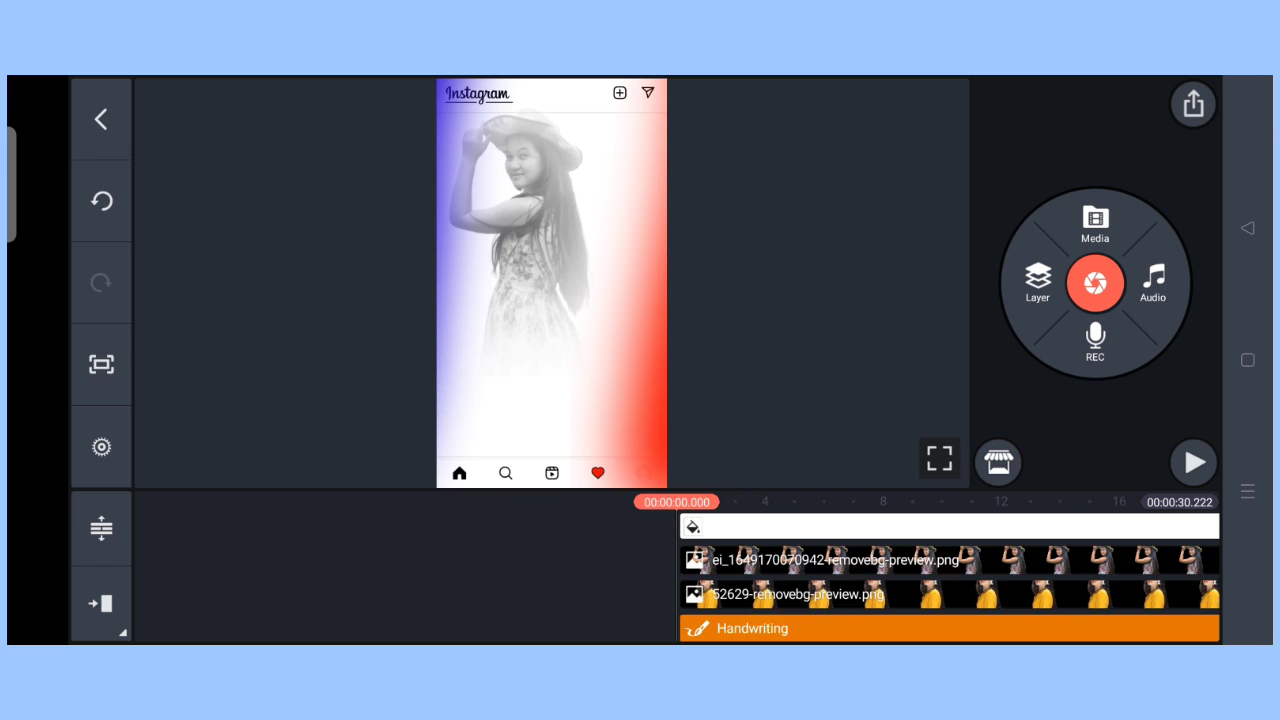 Instagram
Media
Layer
Audio
REC
00:00:00.000
4
8
12
16
00:00:30.222
ei_1649170070942-removebg-preview.png
52629-removebg-preview.png
Handwriting